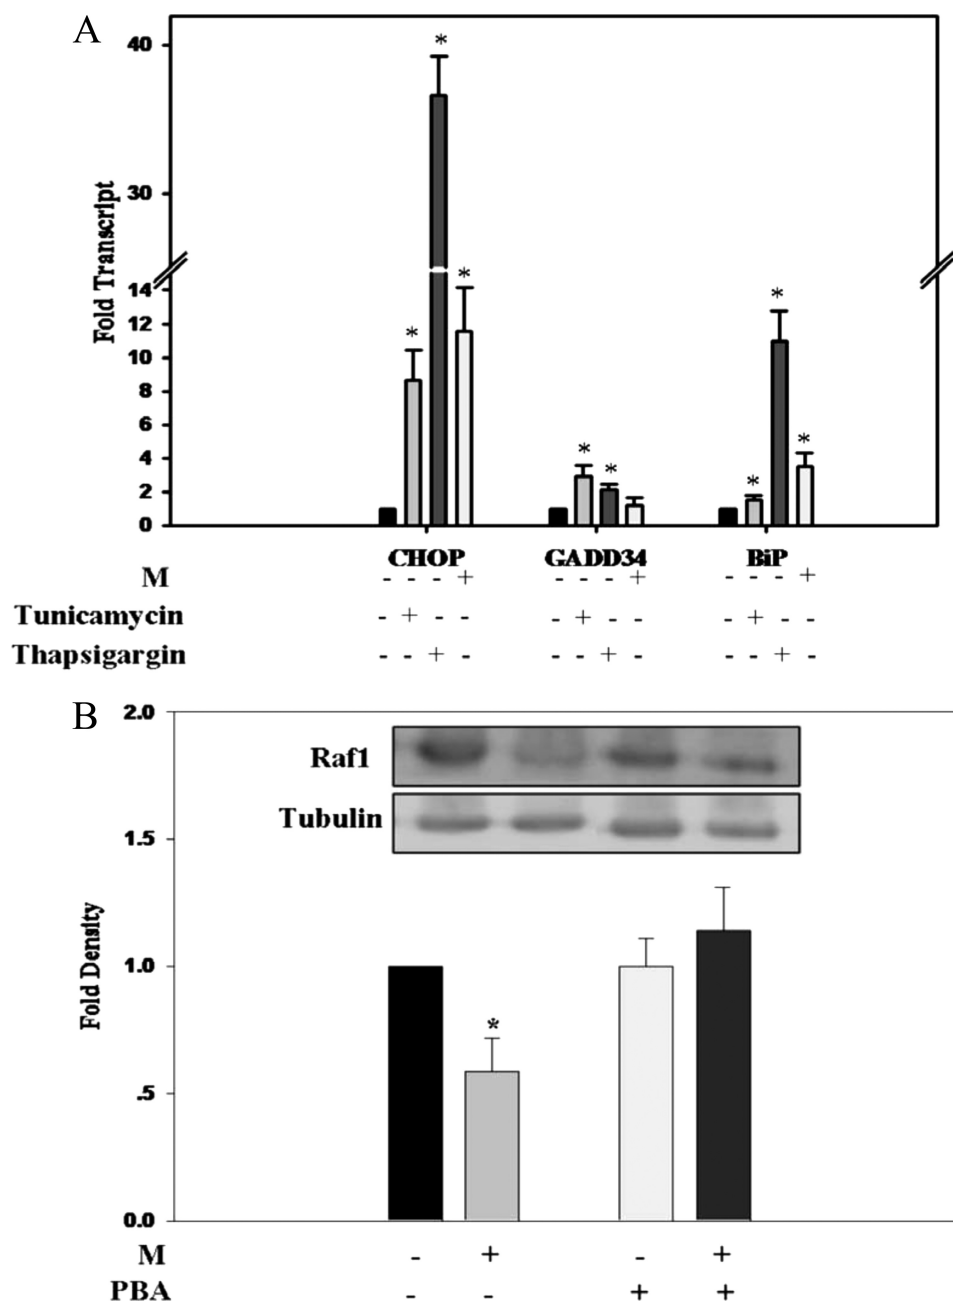 A
Fold Transcript
40
30
14
12
10
8
6
4
2
0
* * * * * * * *
CHOP GADD34 BiP
M - - - + - - - + - - - +
Tunicamycin - + - - - + - - - + - -
Thapsigargin - - + - - - + - - - + -
B
Fold Density
2.0
1.5
1.0
.5
0.0
Raf1
Tubulin
*
M - + - +
PBA - - + +